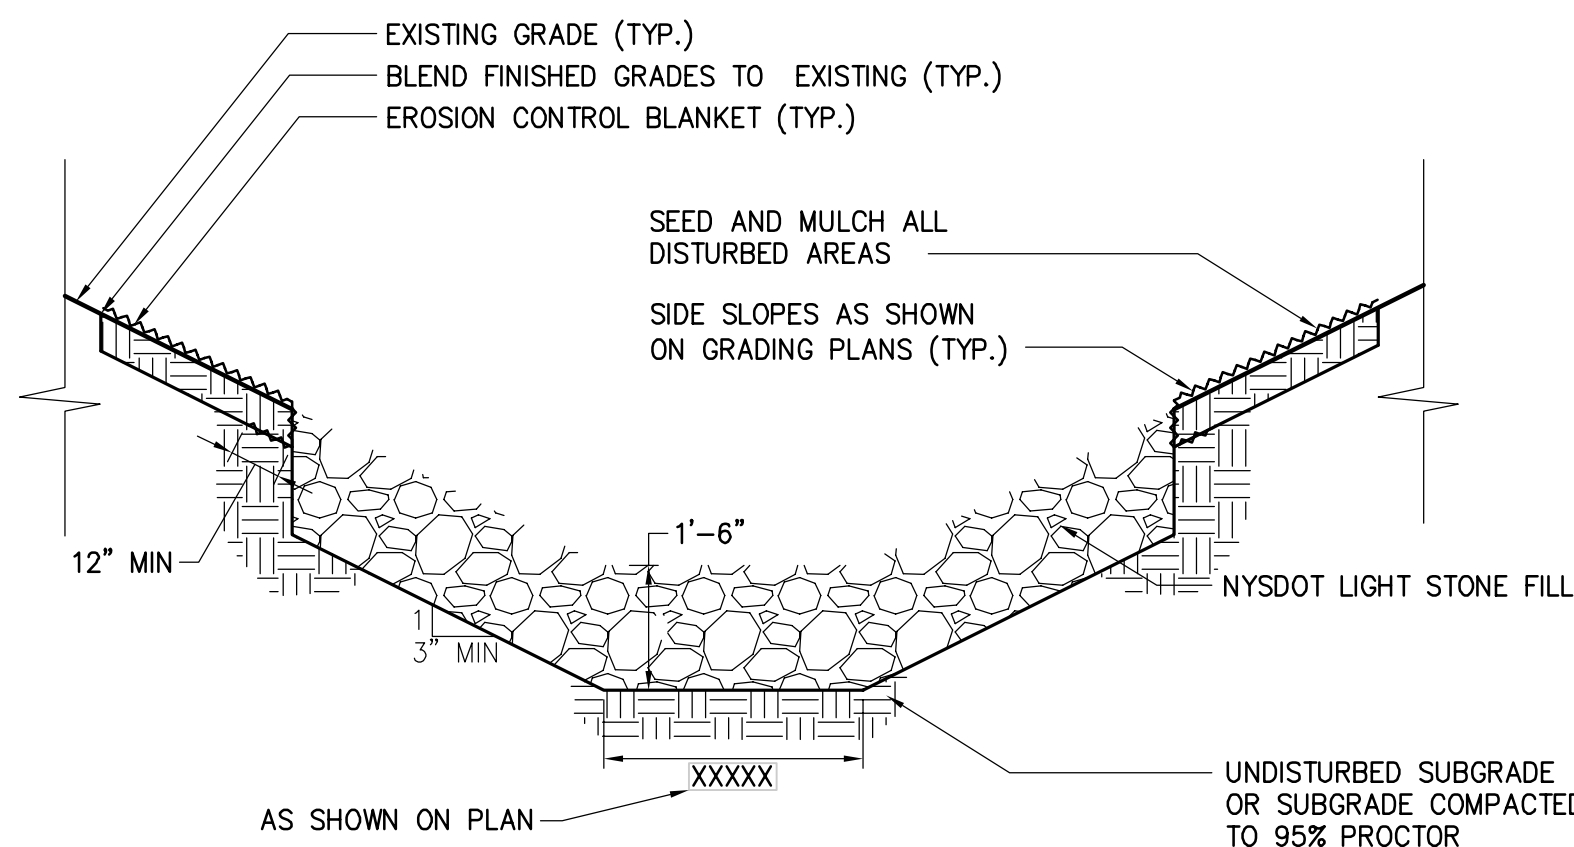 EXISTING GRADE (TYP.)
BLEND FINISHED GRADES TO EXISTING (TYP.)
EROSION CONTROL BLANKET (TYP.)
SEED AND MULCH ALL
DISTURBED AREAS
SIDE SLOPES AS SHOWN
ON GRADING PLANS (TYP.)
1'-6"
12" MIN
NYSDOT LIGHT STONE FILL
1
3" MIN
XXXXX
AS SHOWN ON PLAN
UNDISTURBED SUBGRADE
OR SUBGRADE COMPACTED
TO 95% PROCTOR